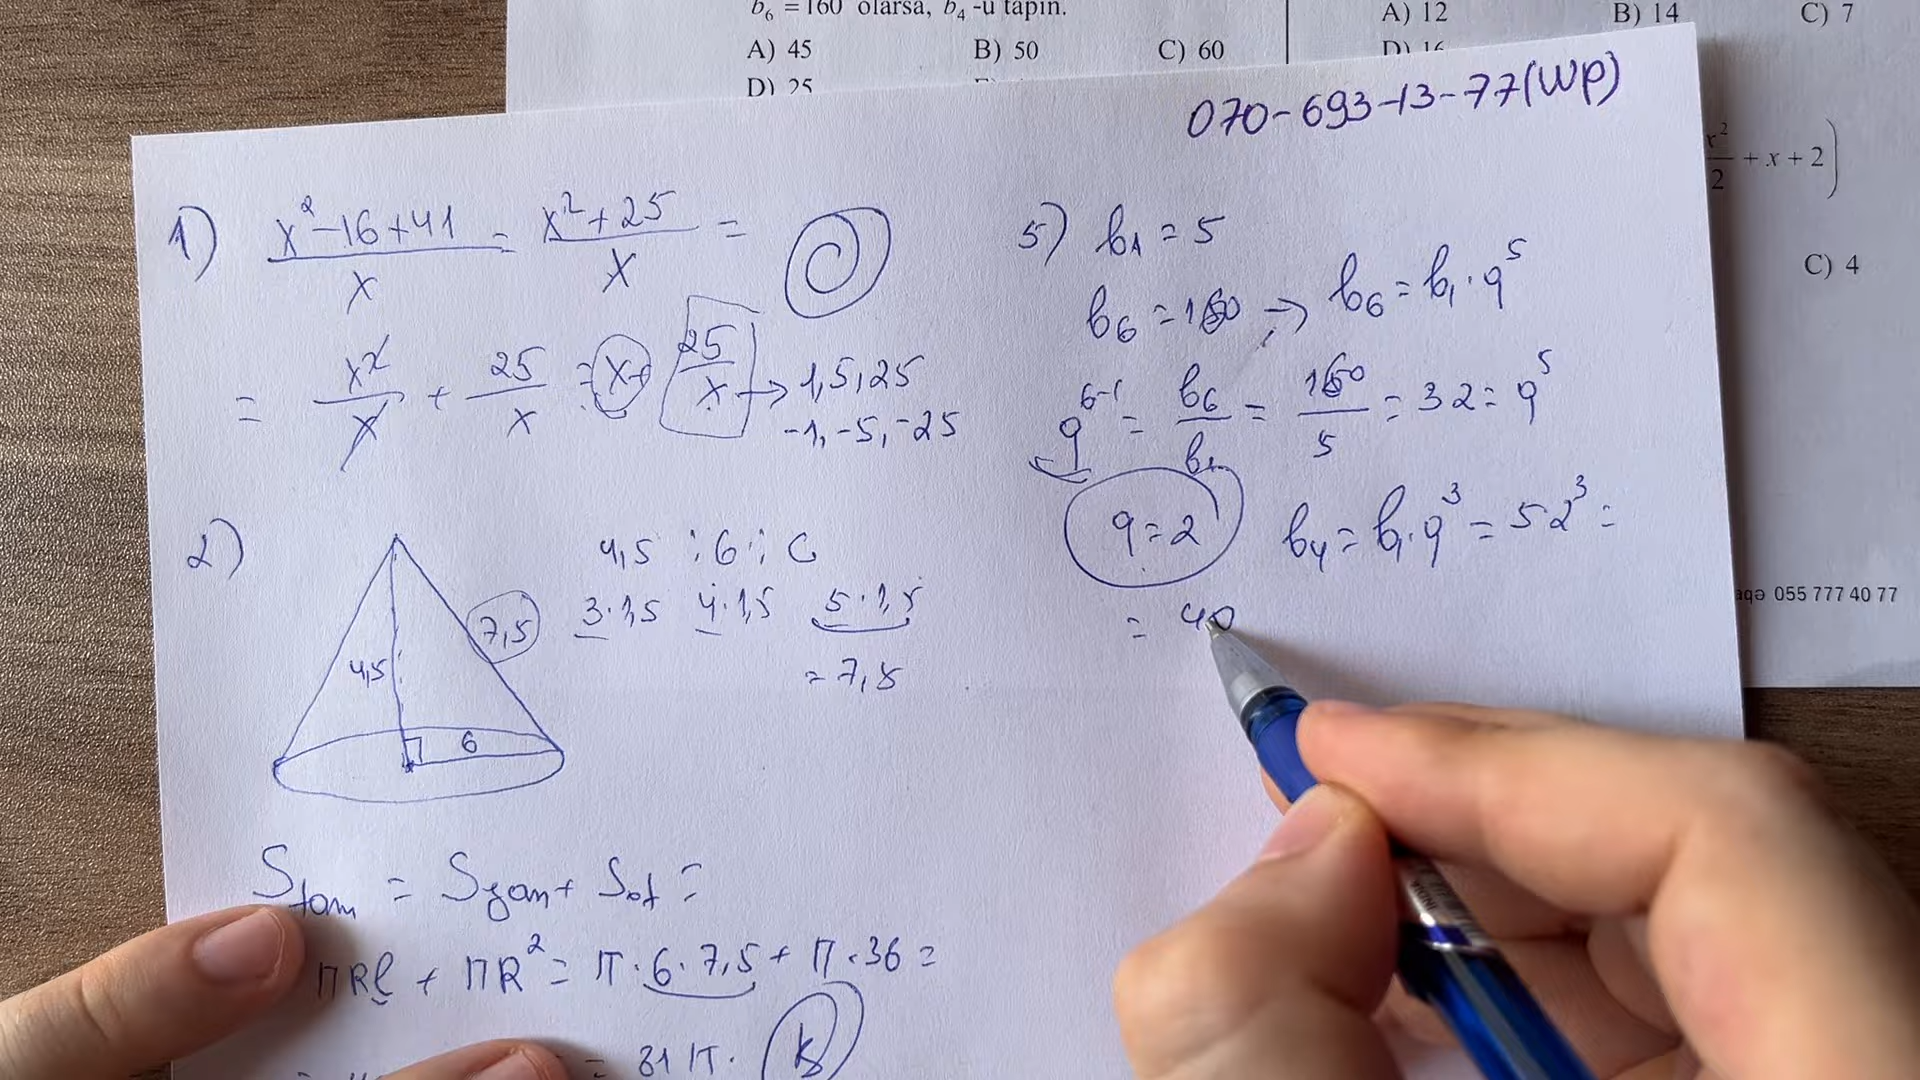 b₆ = 160 olarsa, b₄ -ü tapın.
A) 45 B) 50 C) 60
D) 25
A) 12 B) 14 C) 7
D) 16
x²/2 + x + 2)
C) 4
aqə 055 777 40 77
070-693-13-77(WP)
1) (x²-16+41)/x = (x²+25)/x =
= x²/x + 25/x = x+ 25/x → 1,5,25
-1,-5,-25
2) 4,5 : 6 : C
3·1,5 4·1,5 5·1,5
= 7,5
7,5
4,5
6
Stam = Syan + Sot =
πRl + πR² = π·6·7,5 + π·36 =
= 81π.
5) b₁ = 5
b₆ = 160 → b₆ = b₁·q⁵
q⁶⁻¹ = b₆/b₁ = 160/5 = 32 = q⁵
q = 2 b₄ = b₁·q³ = 5·2³ =
= 40